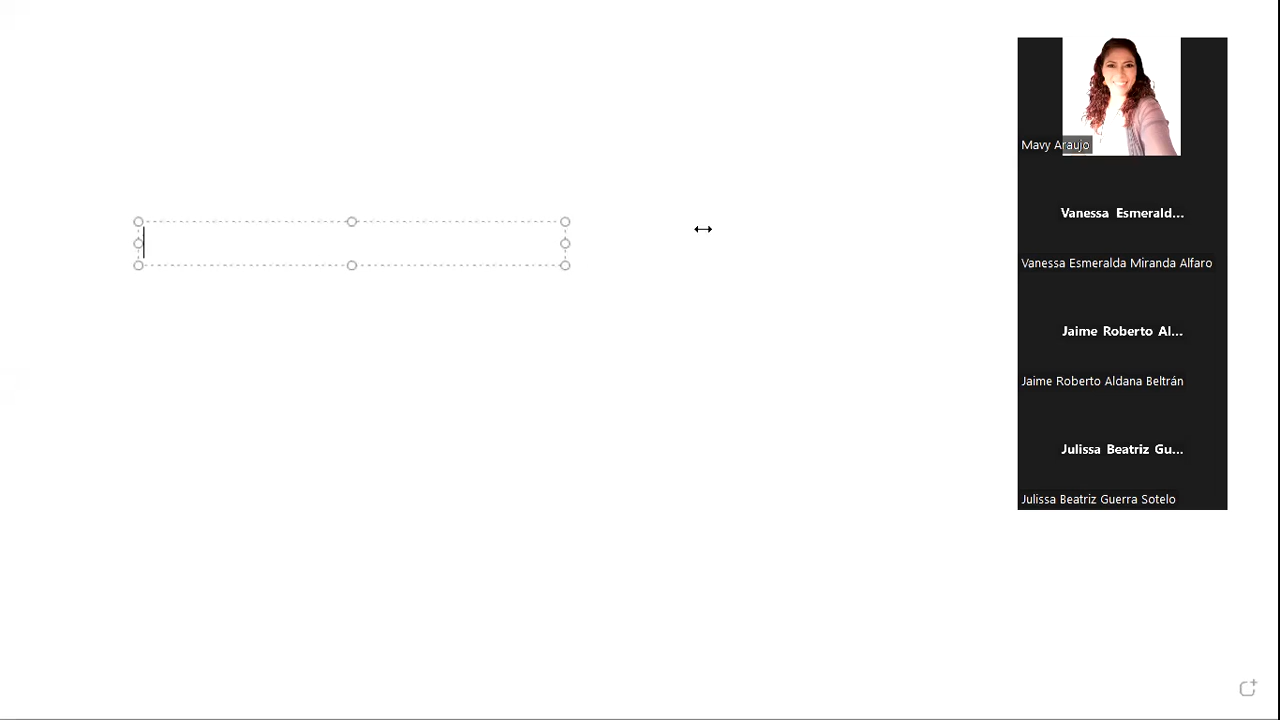 Mavy Araujo
Vanessa Esmerald...
Vanessa Esmeralda Miranda Alfaro
Jaime Roberto Al...
Jaime Roberto Aldana Beltrán
Julissa Beatriz Gu...
Julissa Beatriz Guerra Sotelo